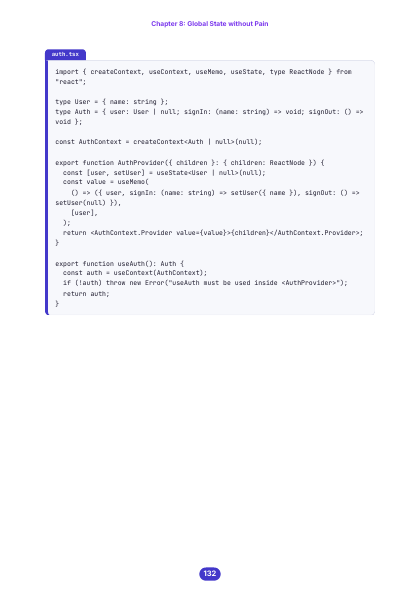 Chapter 8: Global State without Pain
auth.tsx
import { createContext, useContext, useMemo, useState, type ReactNode } from
"react";

type User = { name: string };
type Auth = { user: User | null; signIn: (name: string) => void; signOut: () =>
void };

const AuthContext = createContext<Auth | null>(null);

export function AuthProvider({ children }: { children: ReactNode }) {
  const [user, setUser] = useState<User | null>(null);
  const value = useMemo(
    () => ({ user, signIn: (name: string) => setUser({ name }), signOut: () =>
setUser(null) }),
    [user],
  );
  return <AuthContext.Provider value={value}>{children}</AuthContext.Provider>;
}

export function useAuth(): Auth {
  const auth = useContext(AuthContext);
  if (!auth) throw new Error("useAuth must be used inside <AuthProvider>");
  return auth;
}
132